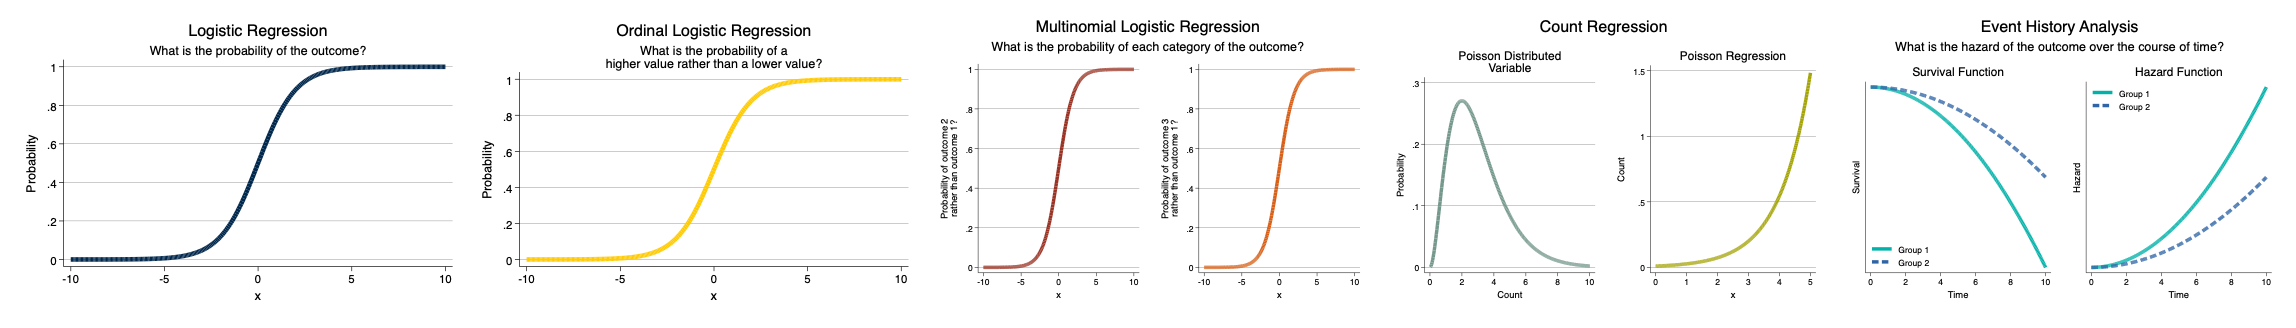 Logistic Regression
What is the probability of the outcome?
Probability
1
.8
.6
.4
.2
0
-10
-5
0
5
10
x
Ordinal Logistic Regression
What is the probability of a
higher value rather than a lower value?
Probability
1
.8
.6
.4
.2
0
-10
-5
0
5
10
x
Multinomial Logistic Regression
What is the probability of each category of the outcome?
Probability of outcome 2
rather than outcome 1?
1
.8
.6
.4
.2
0
-10
-5
0
5
10
x
Probability of outcome 3
rather than outcome 1?
1
.8
.6
.4
.2
0
-10
-5
0
5
10
x
Count Regression
Poisson Distributed
Variable
Probability
.3
.2
.1
0
0
2
4
6
8
10
Count
Poisson Regression
Count
1.5
1
.5
0
0
1
2
3
4
5
x
Event History Analysis
What is the hazard of the outcome over the course of time?
Survival Function
Survival
Group 1
Group 2
0
2
4
6
8
10
Time
Hazard Function
Group 1
Group 2
Hazard
0
2
4
6
8
10
Time